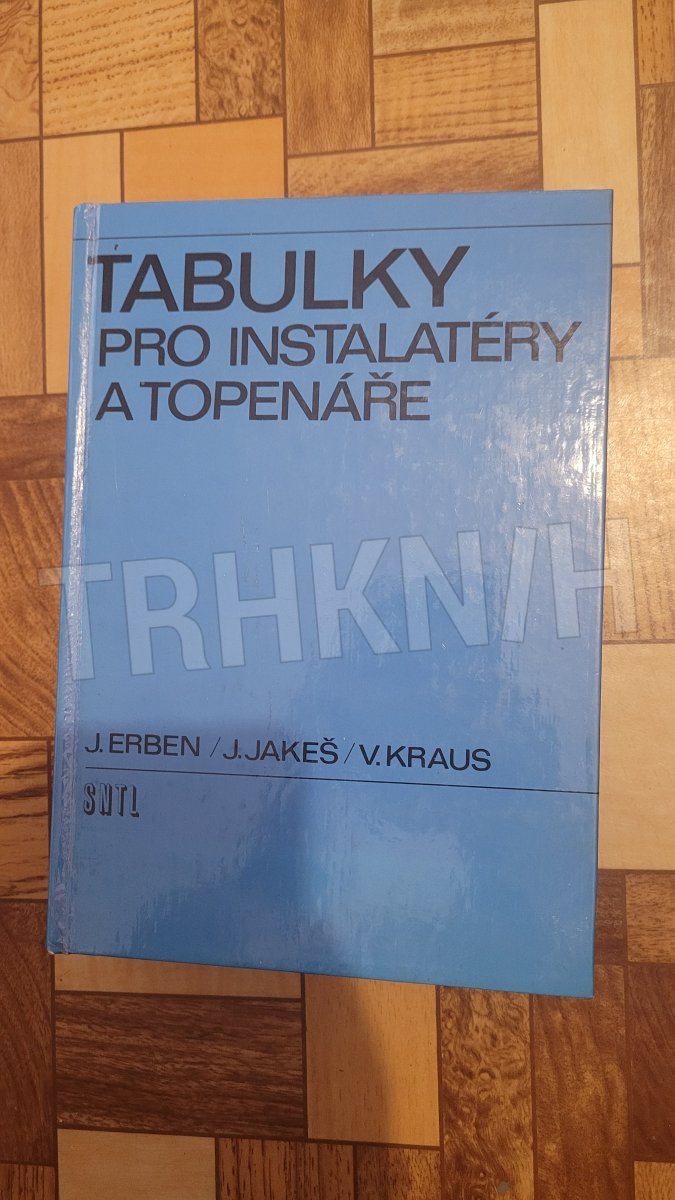 TABULKY
PRO INSTALATÉRY
A TOPENÁŘE
TRHKNIH
J. ERBEN / J. JAKEŠ / V. KRAUS
SNTL